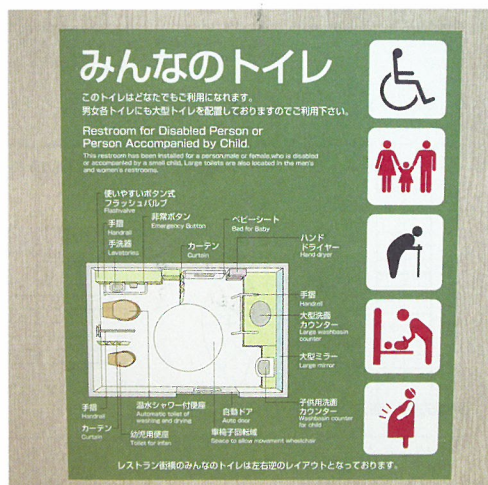 みんなのトイレ
このトイレはどなたでもご利用になれます。
男女各トイレにも大型トイレを配置しておりますのでご利用下さい。
Restroom for Disabled Person or
Person Accompanied by Child.
This restroom has been installed for a person,male or female,who is disabled
or accompanied by a small child. Large toilets are also located in the men's
and women's restrooms.
使いやすいボタン式
フラッシュバルブ
Flashvalve
非常ボタン
Emergency Button
ベビーシート
Bed for Baby
手摺
Handrail
手洗器
Lavatories
カーテン
Curtain
ハンド
ドライヤー
Hand dryer
手摺
Handrail
大型洗面
カウンター
Large washbasin
counter
大型ミラー
Large mirror
手摺
Handrail
カーテン
Curtain
温水シャワー付便座
Automatic toilet of
washing and drying
幼児用便座
Toilet for infan
自動ドア
Auto door
車椅子回転域
Space to allow movement wheelchair
子供用洗面
カウンター
Washbasin counter
for child
レストラン街横のみんなのトイレは左右逆のレイアウトとなっております。